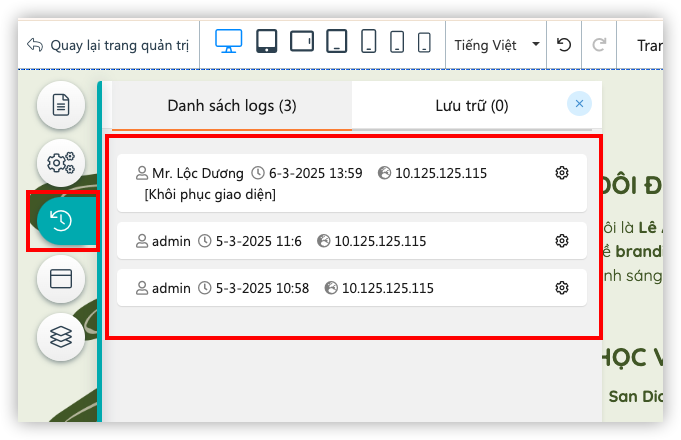 Quay lại trang quản trị
Tiếng Việt
Tran
Danh sách logs (3)
Lưu trữ (0)
Mr. Lộc Dương 6-3-2025 13:59 10.125.125.115
[Khôi phục giao diện]
admin 5-3-2025 11:6 10.125.125.115
admin 5-3-2025 10:58 10.125.125.115
ÔI Đ
ôi là Lê
ề brand
nh sáng
HỌC V
San Die